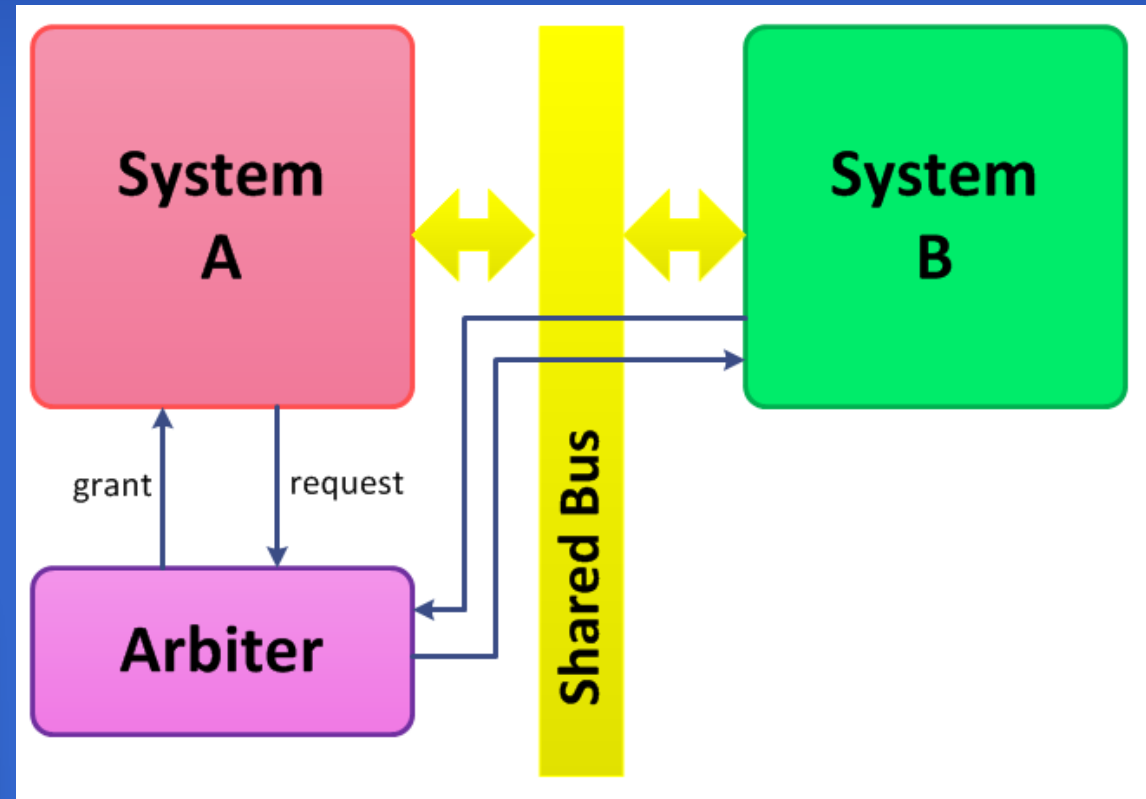 System
A
System
B
grant
request
Arbiter
Shared Bus